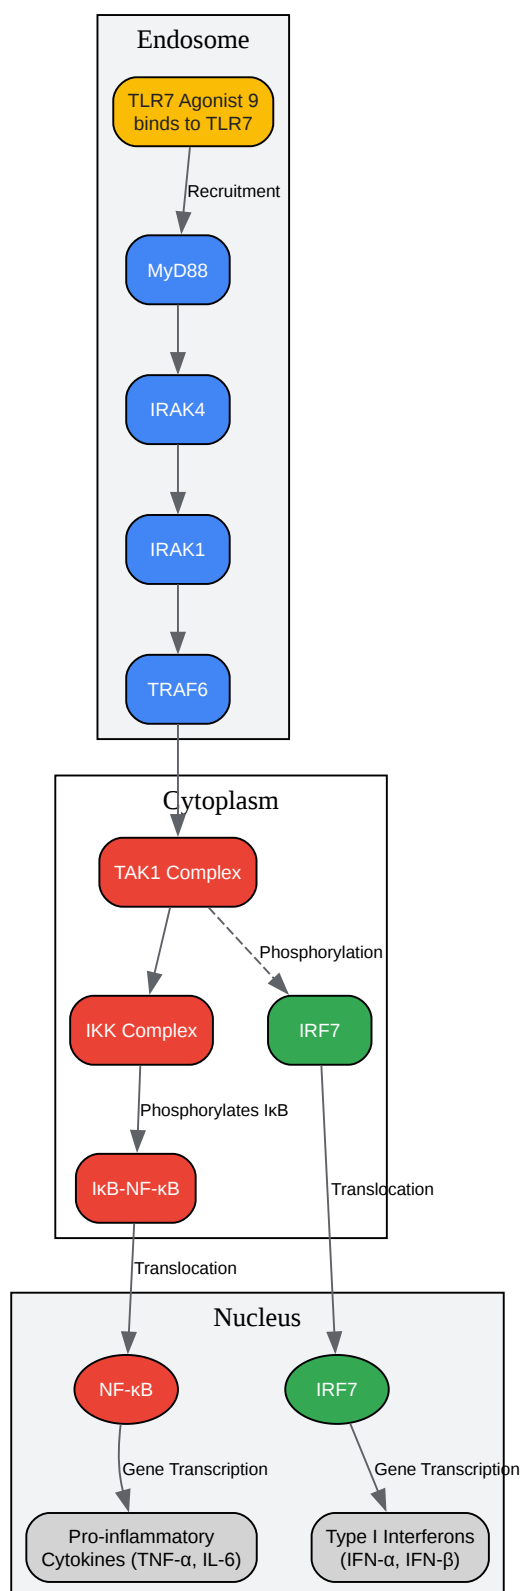 Endosome
TLR7 Agonist 9
binds to TLR7
Recruitment
MyD88
IRAK4
IRAK1
TRAF6
Cytoplasm
TAK1 Complex
Phosphorylation
IKK Complex
IRF7
Phosphorylates IκB
IκB-NF-κB
Translocation
Translocation
Nucleus
NF-κB
IRF7
Gene Transcription
Gene Transcription
Pro-inflammatory
Cytokines (TNF-α, IL-6)
Type I Interferons
(IFN-α, IFN-β)